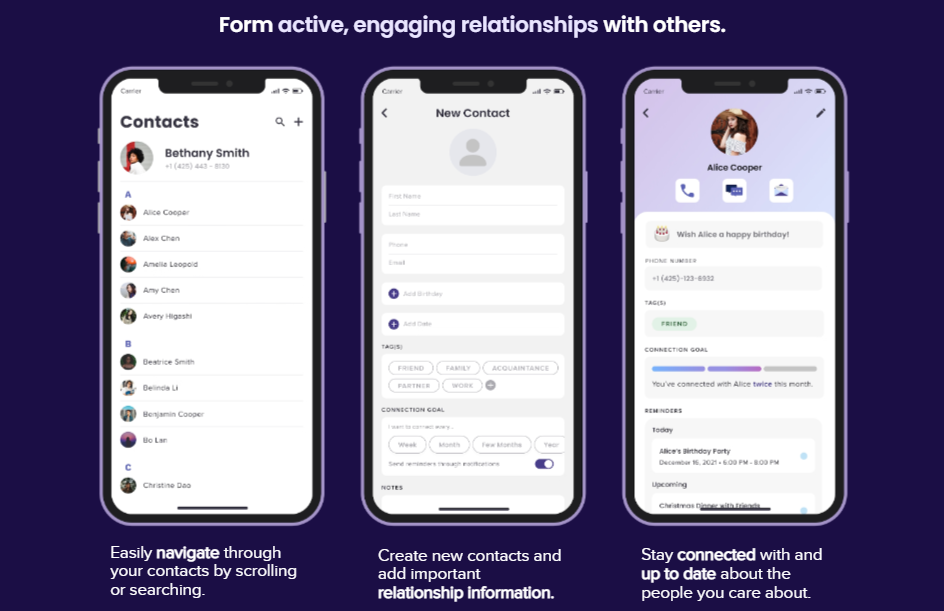 Form active, engaging relationships with others.
Carrier
Contacts
Bethany Smith
+1 (425) 443 - 9120
A
Alice Cooper
Alex Chen
Amelia Leopold
Amy Chen
Avery Higashi
B
Beatrice Smith
Belinda Li
Benjamin Cooper
Bo Lan
C
Christine Dao
Easily navigate through
your contacts by scrolling
or searching.
Carrier
New Contact
First Name
Last Name
Phone
Email
Add Birthday
Add Date
TAG(S)
FRIEND FAMILY ACQUAINTANCE
PARTNER WORK
CONNECTION GOAL
I want to connect every...
Week Month Few Months Year
Send reminders through notifications
NOTES
Create new contacts and
add important
relationship information.
Carrier
Alice Cooper
Wish Alice a happy birthday!
PHONE NUMBER
+1 (425)-123-8932
TAG(S)
FRIEND
CONNECTION GOAL
You've connected with Alice twice this month.
REMINDERS
Today
Alice's Birthday Party
December 16, 2021 • 6:00 PM - 8:00 PM
Upcoming
Christmas Dinner with Friends
Stay connected with and
up to date about the
people you care about.